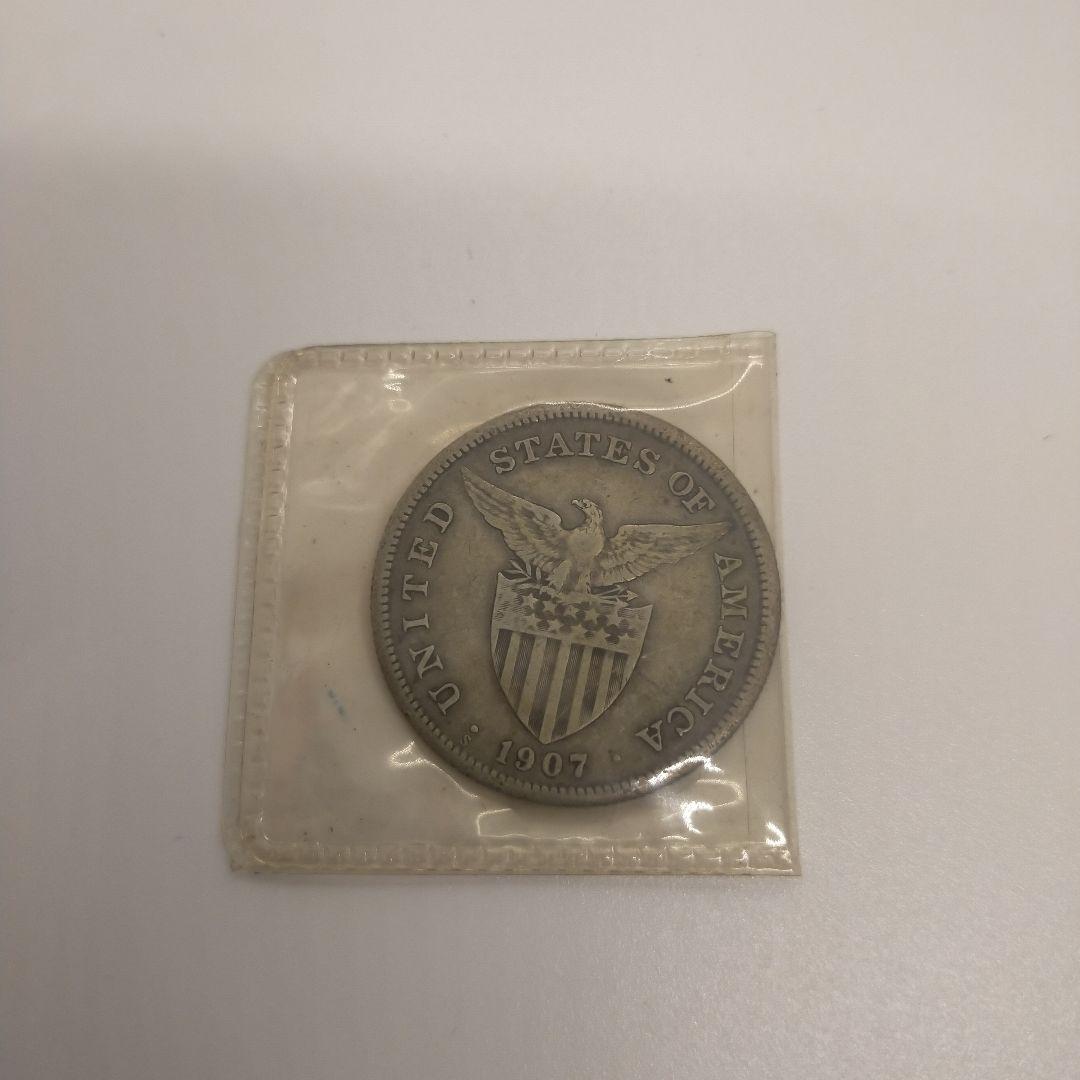 UNITED STATES OF AMERICA
S
1907